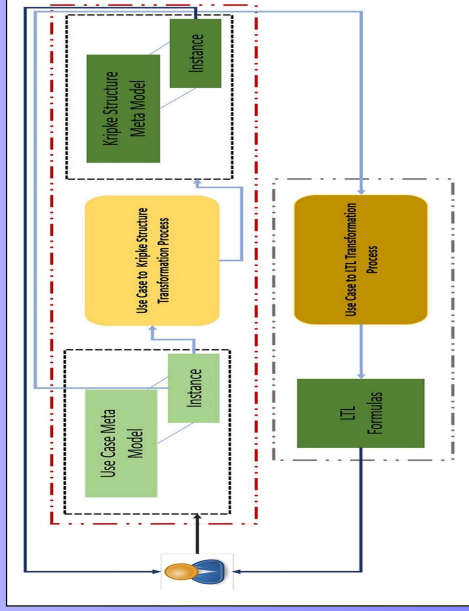 Use Case Meta
Model
Instance
Use Case to Kripke Structure
Transformation Process
Kripke Structure
Meta Model
Instance
LTL
Formulas
Use Case to LTL Transformation
Process